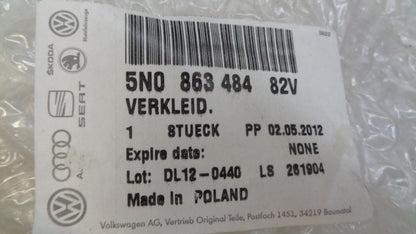 5N0 863 484 82V
VERKLEID.
1 STUECK PP 02.05.2012
Expire date: NONE
Lot: DL12-0440 LS 261904
Made in POLAND
Volkswagen AG, Vertrieb Original Teile, Postfach 1451, 34219 Baunatal
ŠKODA
SEAT